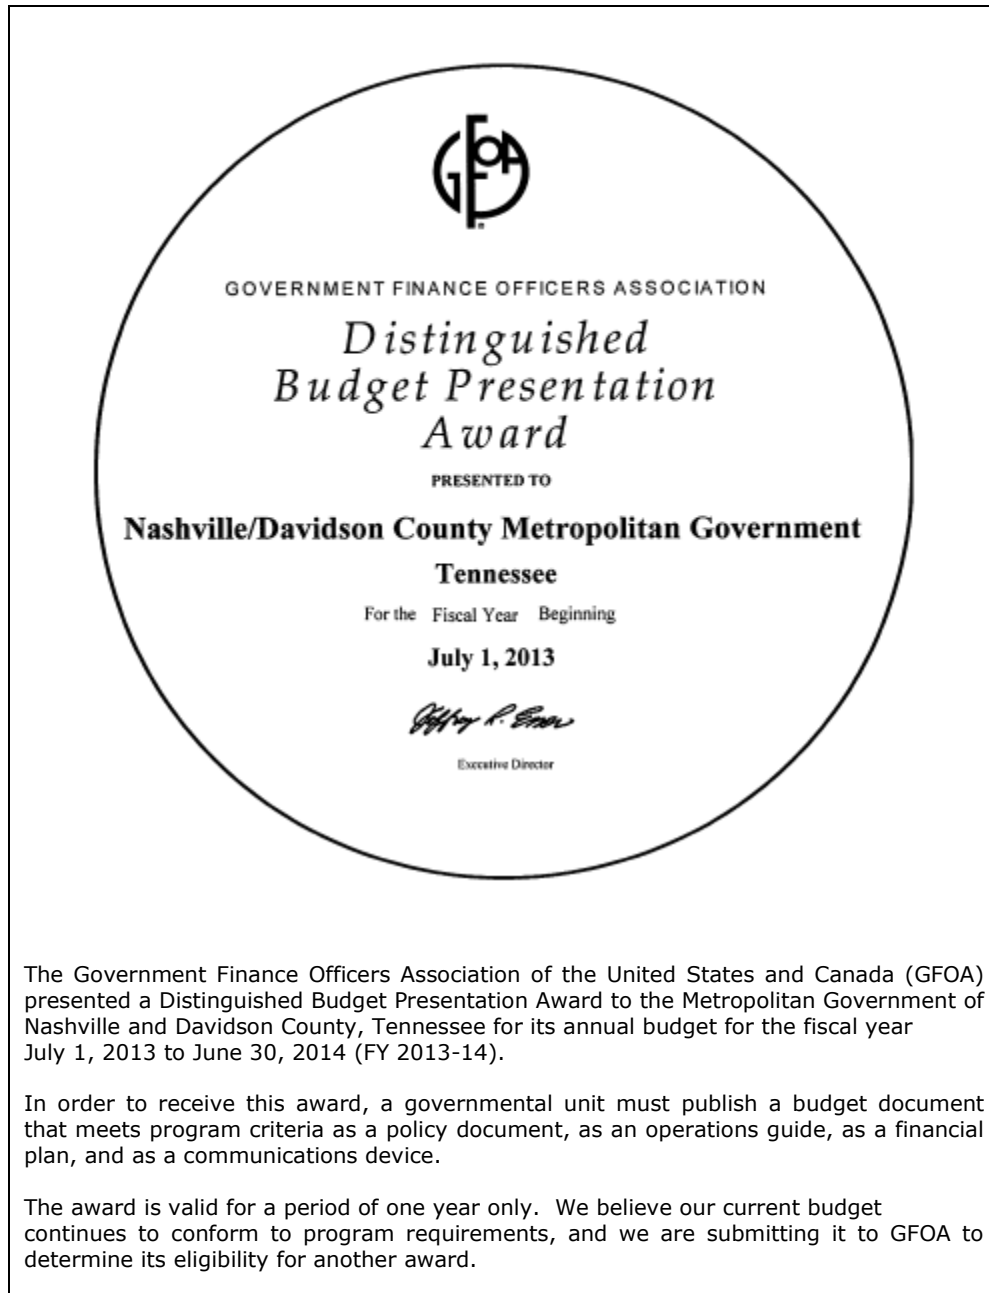 GFOA
GOVERNMENT FINANCE OFFICERS ASSOCIATION
Distinguished
Budget Presentation
Award
PRESENTED TO
Nashville/Davidson County Metropolitan Government
Tennessee
For the Fiscal Year Beginning
July 1, 2013
Jeffrey R. Enser
Executive Director
The Government Finance Officers Association of the United States and Canada (GFOA)
presented a Distinguished Budget Presentation Award to the Metropolitan Government of
Nashville and Davidson County, Tennessee for its annual budget for the fiscal year
July 1, 2013 to June 30, 2014 (FY 2013-14).
In order to receive this award, a governmental unit must publish a budget document
that meets program criteria as a policy document, as an operations guide, as a financial
plan, and as a communications device.
The award is valid for a period of one year only.  We believe our current budget
continues to conform to program requirements, and we are submitting it to GFOA to
determine its eligibility for another award.